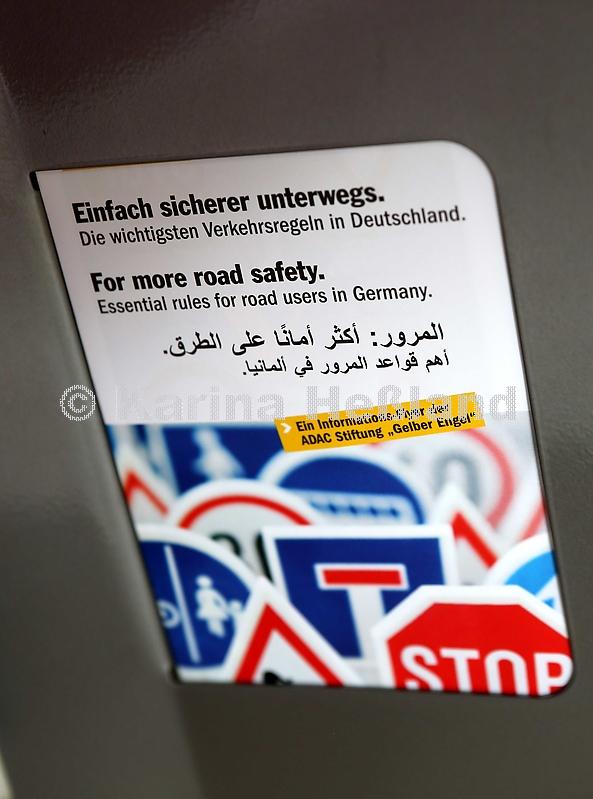 Einfach sicherer unterwegs.
Die wichtigsten Verkehrsregeln in Deutschland.
For more road safety.
Essential rules for road users in Germany.
المرور: أكثر أمانًا على الطرق.
أهم قواعد المرور في ألمانيا.
© Karina Heßland
Ein Informations-Flyer der
ADAC Stiftung „Gelber Engel“
STOP